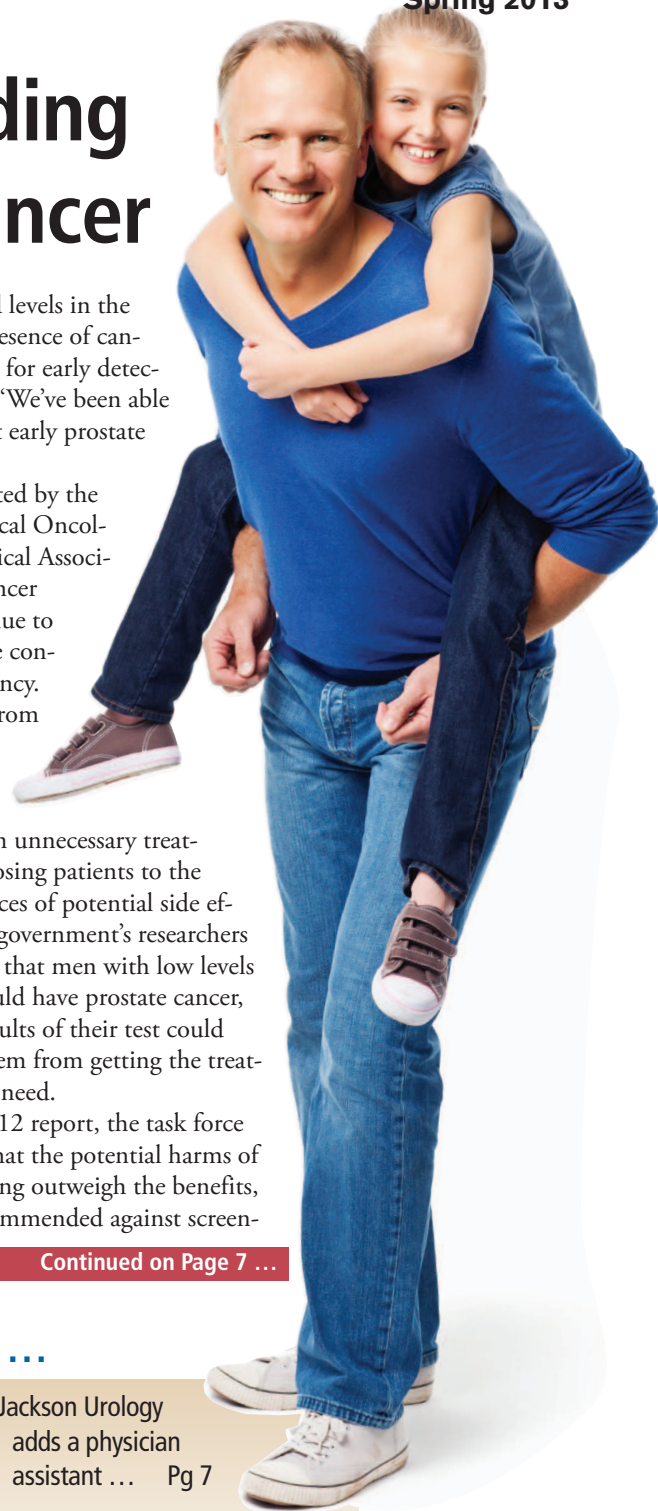 Spring 2013
ding
ncer
levels in the
esence of can-
for early detec-
“We’ve been able
early prostate
ted by the
cal Oncol-
ical Associ-
ncer
ue to
e con-
ncy.
rom
n unnecessary treat-
osing patients to the
ces of potential side ef-
government’s researchers
that men with low levels
uld have prostate cancer,
ults of their test could
em from getting the treat-
need.
12 report, the task force
hat the potential harms of
ng outweigh the benefits,
mmended against screen-
Continued on Page 7 …
…
Jackson Urology
adds a physician
assistant … Pg 7